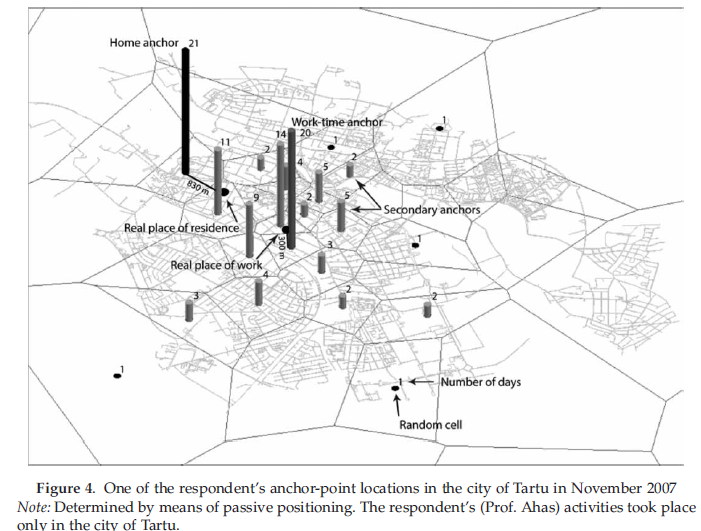 Home anchor 21
Work-time anchor
20
14
1
1
11
2
4
5
2
830 m
9
2
5
Secondary anchors
Real place of residence
Real place of work
300 m
1
3
4
3
2
2
1
1
Number of days
Random cell
Figure 4. One of the respondent's anchor-point locations in the city of Tartu in November 2007
Note: Determined by means of passive positioning. The respondent's (Prof. Ahas) activities took place
only in the city of Tartu.